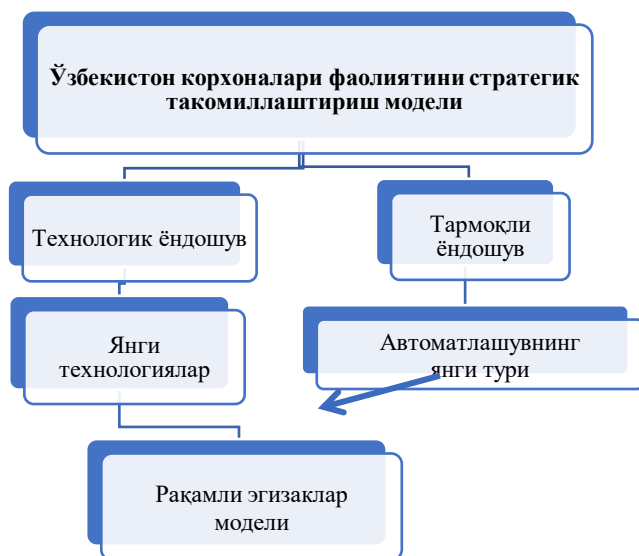 Ўзбекистон корхоналари фаолиятини стратегик
такомиллаштириш модели
Технологик ёндошув
Тармоқли
ёндошув
Янги
технологиялар
Автоматлашувнинг
янги тури
Рақамли эгизаклар
модели